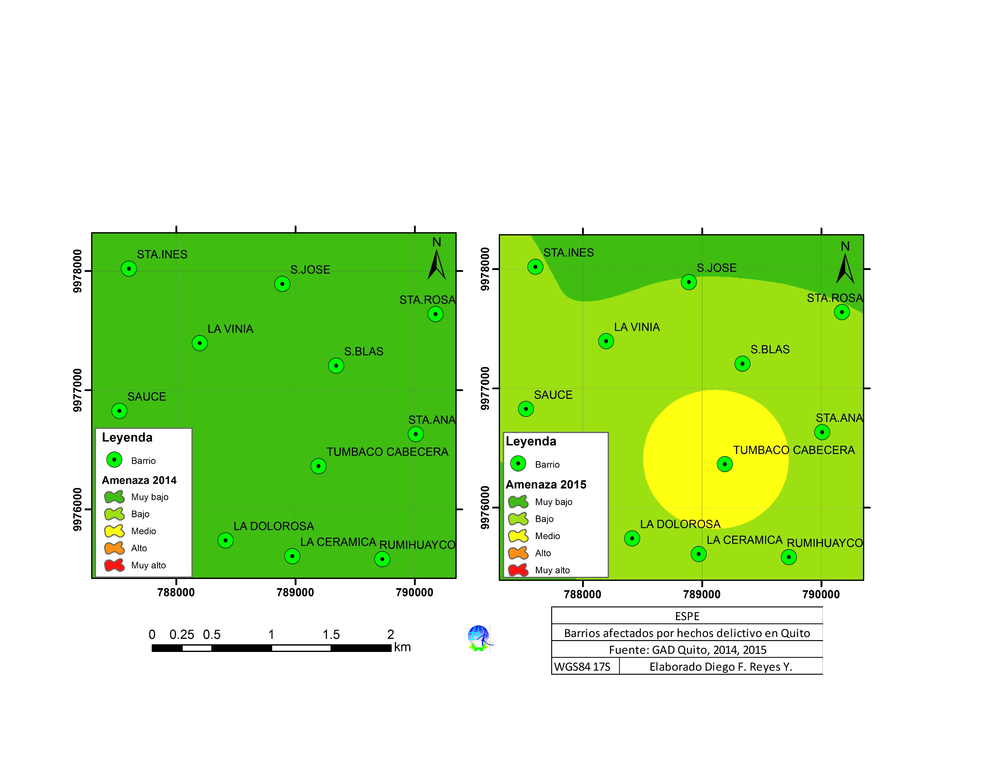 N
STA.INES
S.JOSE
STA.ROSA
LA VINIA
S.BLAS
SAUCE
STA.ANA
TUMBACO CABECERA
LA DOLOROSA
LA CERAMICA
RUMIHUAYCO
9978000
9977000
9976000
788000 789000 790000
Leyenda
Barrio
Amenaza 2014
Muy bajo
Bajo
Medio
Alto
Muy alto
N
STA.INES
S.JOSE
STA.ROSA
LA VINIA
S.BLAS
SAUCE
STA.ANA
TUMBACO CABECERA
LA DOLOROSA
LA CERAMICA
RUMIHUAYCO
9978000
9977000
9976000
788000 789000 790000
Leyenda
Barrio
Amenaza 2015
Muy bajo
Bajo
Medio
Alto
Muy alto
0 0.25 0.5 1 1.5 2
km
ESPE
Barrios afectados por hechos delictivo en Quito
Fuente: GAD Quito, 2014, 2015
WGS84 17S Elaborado Diego F. Reyes Y.